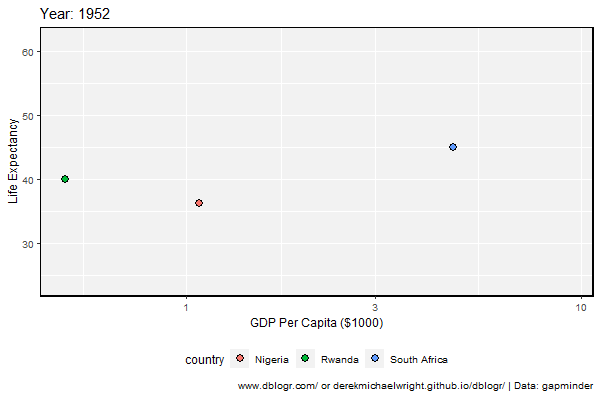 Year: 1952
60
50
40
30
Life Expectancy
1 3 10
GDP Per Capita ($1000)
country Nigeria Rwanda South Africa
www.dblogr.com/ or derekmichaelwright.github.io/dblogr/ | Data: gapminder